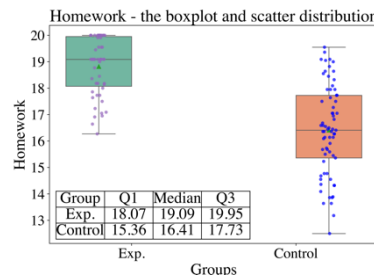 Homework - the boxplot and scatter distribution
20
19
18
17
16
15
14
13
Homework
Group Q1 Median Q3
Exp. 18.07 19.09 19.95
Control 15.36 16.41 17.73
Exp. Control
Groups